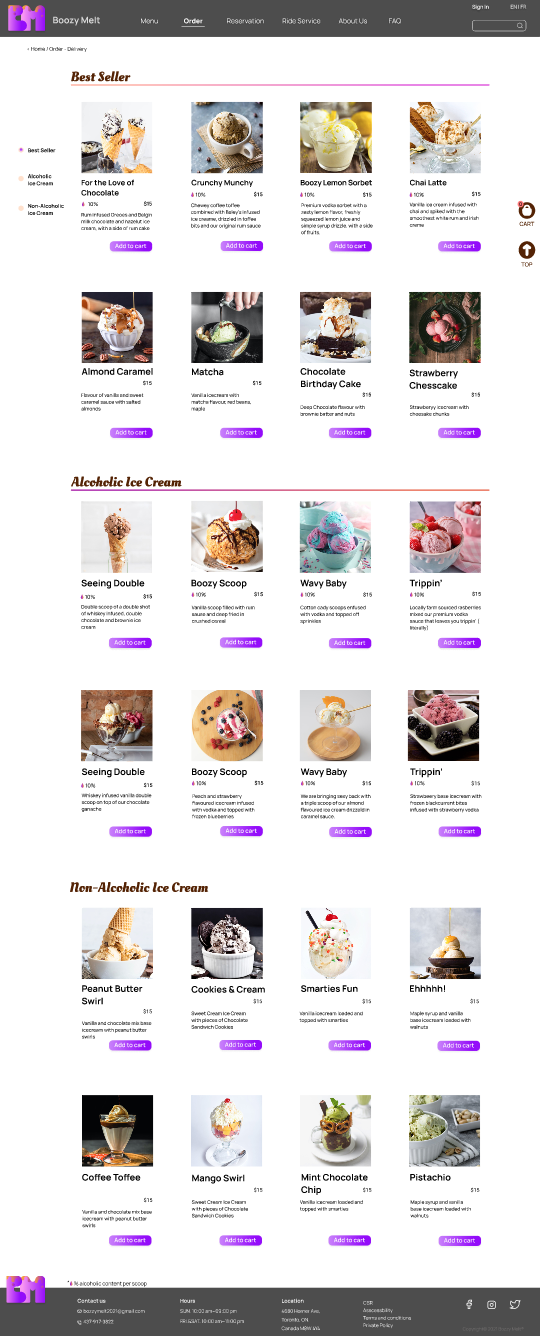 BM Boozy Melt
Menu Order Reservation Ride Service About Us FAQ
Sign in EN | FR
‹ Home / Order - Delivery
Best Seller
Alcoholic
Ice Cream
Non-Alcoholic
Ice Cream
CART
TOP
Best Seller
For the Love of
Chocolate
10% $15
Rum infused Oreoes and Belgin
milk chocolate and hazelut ice
cream, with a side of rum cake
Add to cart
Crunchy Munchy
10% $15
Chewey coffee toffee
combined with Bailey's infused
ice creame, drizzled in toffee
bits and our original rum sauce
Add to cart
Boozy Lemon Sorbet
10% $15
Premium vodka sorbet with a
zesty lemon flavor, freshly
squeezed lemon juice and
simple syrup drizzle, with a side
of fruits.
Add to cart
Chai Latte
10% $15
Vanilla ice cream infused with
chai and spiked with the
smoothest white rum and Irish
creme
Add to cart
Almond Caramel
$15
Flavour of vanilla and sweet
caramel sauce with salted
almonds
Add to cart
Matcha
$15
Vanilla icecream with
matcha flavour, red beans,
maple
Add to cart
Chocolate
Birthday Cake
$15
Deep Chocolate flavour with
brownie batter and nuts
Add to cart
Strawberry
Chesscake
$15
Strawberry icecream with
cheesake chunks
Add to cart
Alcoholic Ice Cream
Seeing Double
10% $15
Double scoop of a double shot
of whiskey infused, double
chocolate and brownie ice
cream
Add to cart
Boozy Scoop
10% $15
Vanilla scoop filled with rum
sauce and deep fried in
crushed cereal
Add to cart
Wavy Baby
10% $15
Cotton cady scoops enfused
with vodka and topped off
sprinkles
Add to cart
Trippin'
10% $15
Locally farm sourced rasberries
mixed our premium vodka
sauce that leaves you trippin' (
literally)
Add to cart
Seeing Double
10% $15
Whiskey infused vanilla double
scoop on top of our chocolate
ganache
Add to cart
Boozy Scoop
10% $15
Peach and strawberry
flavoured icecream infused
with vodka and topped with
frozen blueberries
Add to cart
Wavy Baby
10% $15
We are bringing sexy back with
a triple scoop of our almond
flavoured ice cream drizzled in
caramel sauce.
Add to cart
Trippin'
10% $15
Strawbeery base icecream with
frozen blackcurrant bites
infused with strawberry vodka
Add to cart
Non-Alcoholic Ice Cream
Peanut Butter
Swirl
$15
Vanilla and chocolate mix base
icecream with peanut butter
swirls
Add to cart
Cookies & Cream
$15
Sweet Cream Ice Cream
with pieces of Chocolate
Sandwich Cookies
Add to cart
Smarties Fun
$15
Vanilla icecream loaded and
topped with smarties
Add to cart
Ehhhhh!
$15
Maple syrup and vanilla
base icecream loaded with
walnuts
Add to cart
Coffee Toffee
$15
Vanilla and chocolate mix base
icecream with peanut butter
swirls
Add to cart
Mango Swirl
$15
Sweet Cream Ice Cream
with pieces of Chocolate
Sandwich Cookies
Add to cart
Mint Chocolate
Chip
$15
Vanilla icecream loaded and
topped with smarties
Add to cart
Pistachio
$15
Maple syrup and vanilla
base icecream loaded with
walnuts
Add to cart
BM
* % alcoholic content per scoop
Contact us
boozymelt2021@gmail.com
437 917-3822
Hours
SUN: 10:00 am–09:00 pm
FRI &SAT: 10:00 am–11:00 pm
Location
Toronto, ON
CSR
Accessibility
Terms and conditions
Private Policy